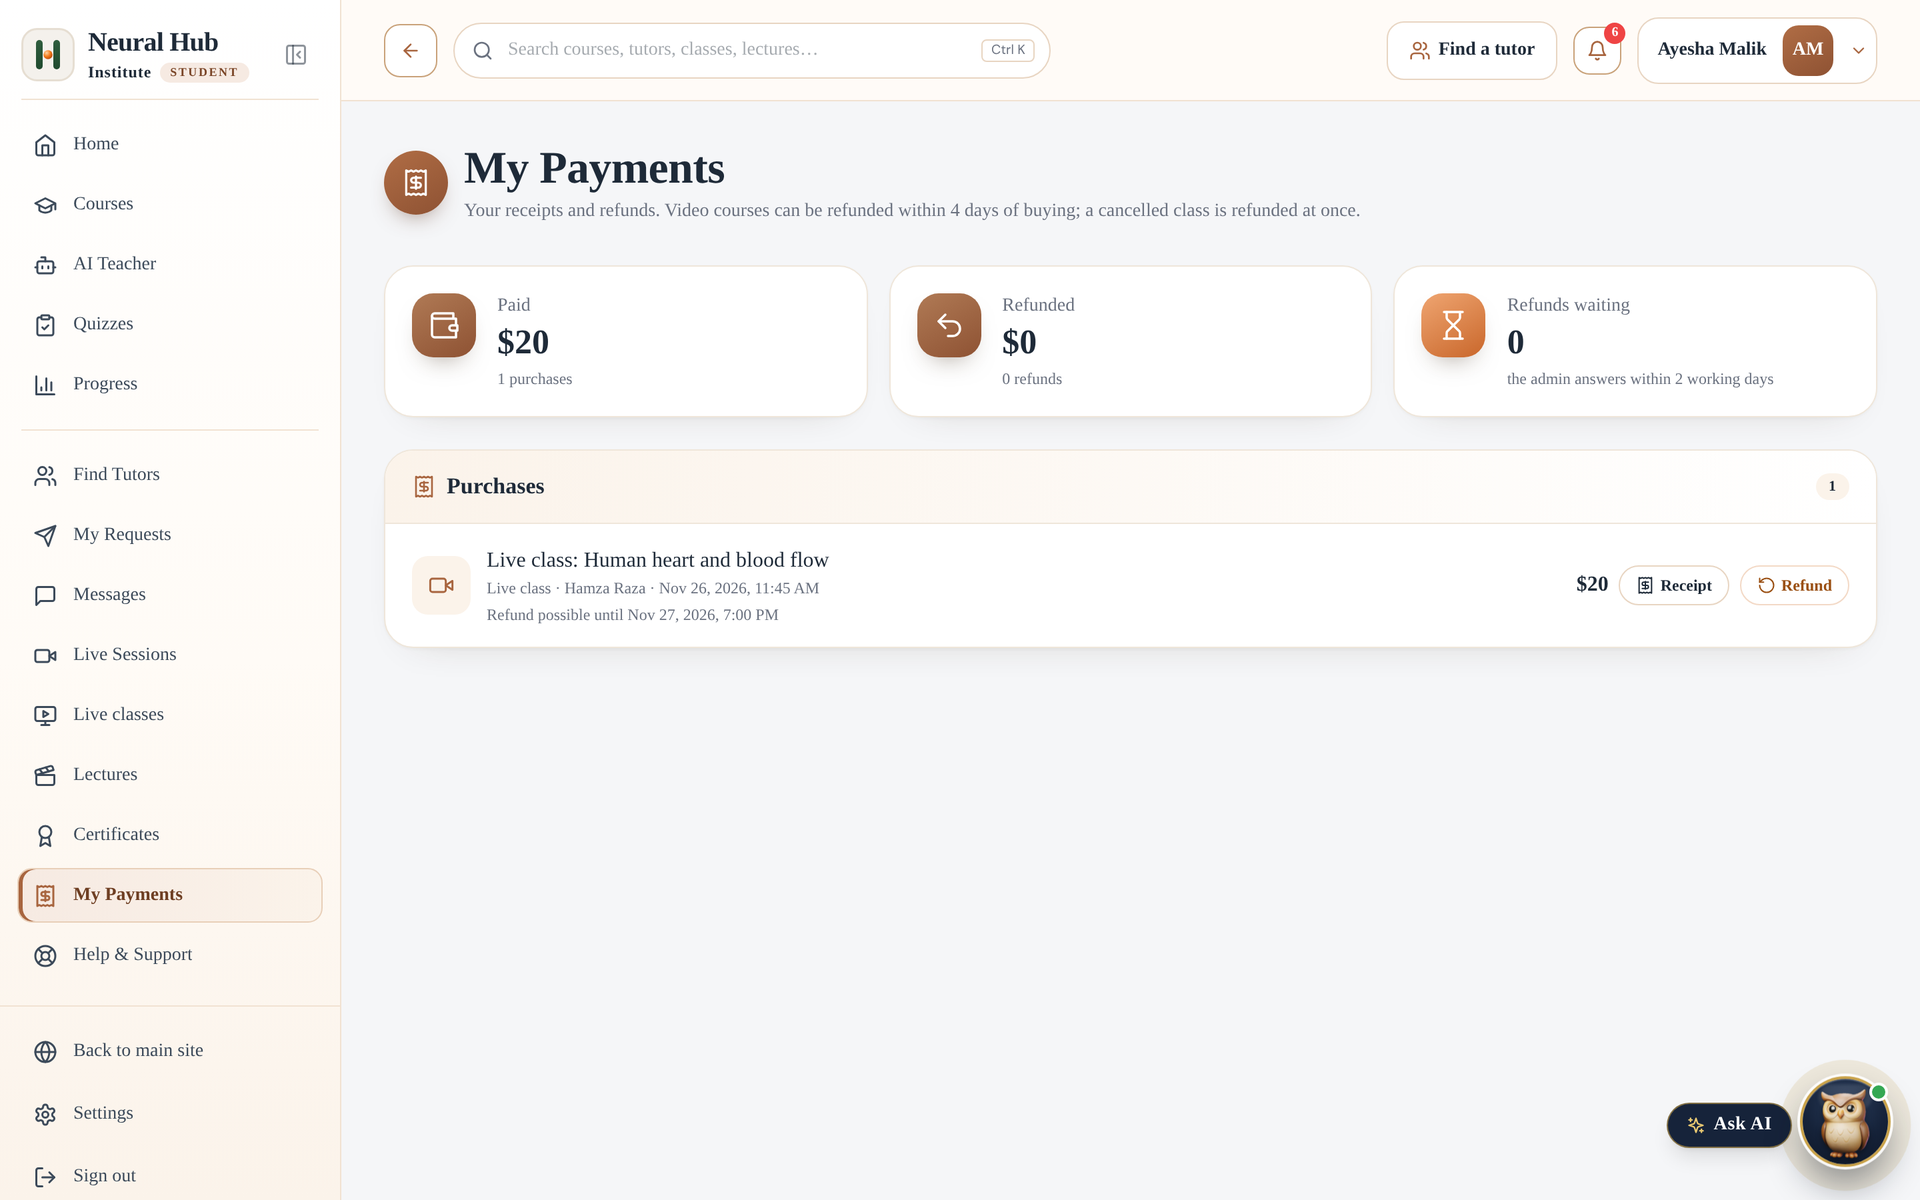 Neural Hub
Institute STUDENT
Home
Courses
AI Teacher
Quizzes
Progress
Find Tutors
My Requests
Messages
Live Sessions
Live classes
Lectures
Certificates
My Payments
Help & Support
Back to main site
Settings
Sign out
Search courses, tutors, classes, lectures… Ctrl K
Find a tutor
6
Ayesha Malik AM
My Payments
Your receipts and refunds. Video courses can be refunded within 4 days of buying; a cancelled class is refunded at once.
Paid
$20
1 purchases
Refunded
$0
0 refunds
Refunds waiting
0
the admin answers within 2 working days
Purchases 1
Live class: Human heart and blood flow
Live class · Hamza Raza · Nov 26, 2026, 11:45 AM
Refund possible until Nov 27, 2026, 7:00 PM
$20 Receipt Refund
Ask AI